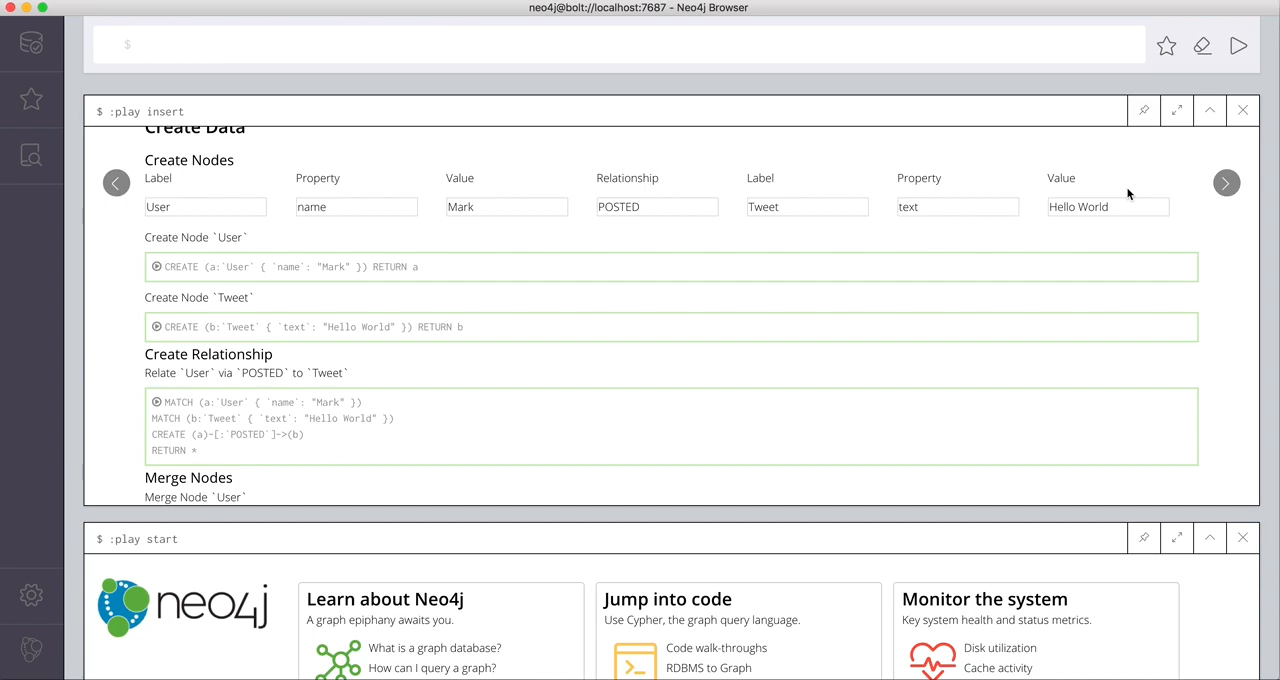 neo4j@bolt://localhost:7687 - Neo4j Browser
$
$ :play insert
Create Data
Create Nodes
Label Property Value Relationship Label Property Value
User name Mark POSTED Tweet text Hello World
Create Node `User`
CREATE (a:`User` { `name`: "Mark" }) RETURN a
Create Node `Tweet`
CREATE (b:`Tweet` { `text`: "Hello World" }) RETURN b
Create Relationship
Relate `User` via `POSTED` to `Tweet`
MATCH (a:`User` { `name`: "Mark" })
MATCH (b:`Tweet` { `text`: "Hello World" })
CREATE (a)-[:`POSTED`]->(b)
RETURN *
Merge Nodes
Merge Node `User`
$ :play start
neo4j
Learn about Neo4j
A graph epiphany awaits you.
What is a graph database?
How can I query a graph?
Jump into code
Use Cypher, the graph query language.
Code walk-throughs
RDBMS to Graph
Monitor the system
Key system health and status metrics.
Disk utilization
Cache activity